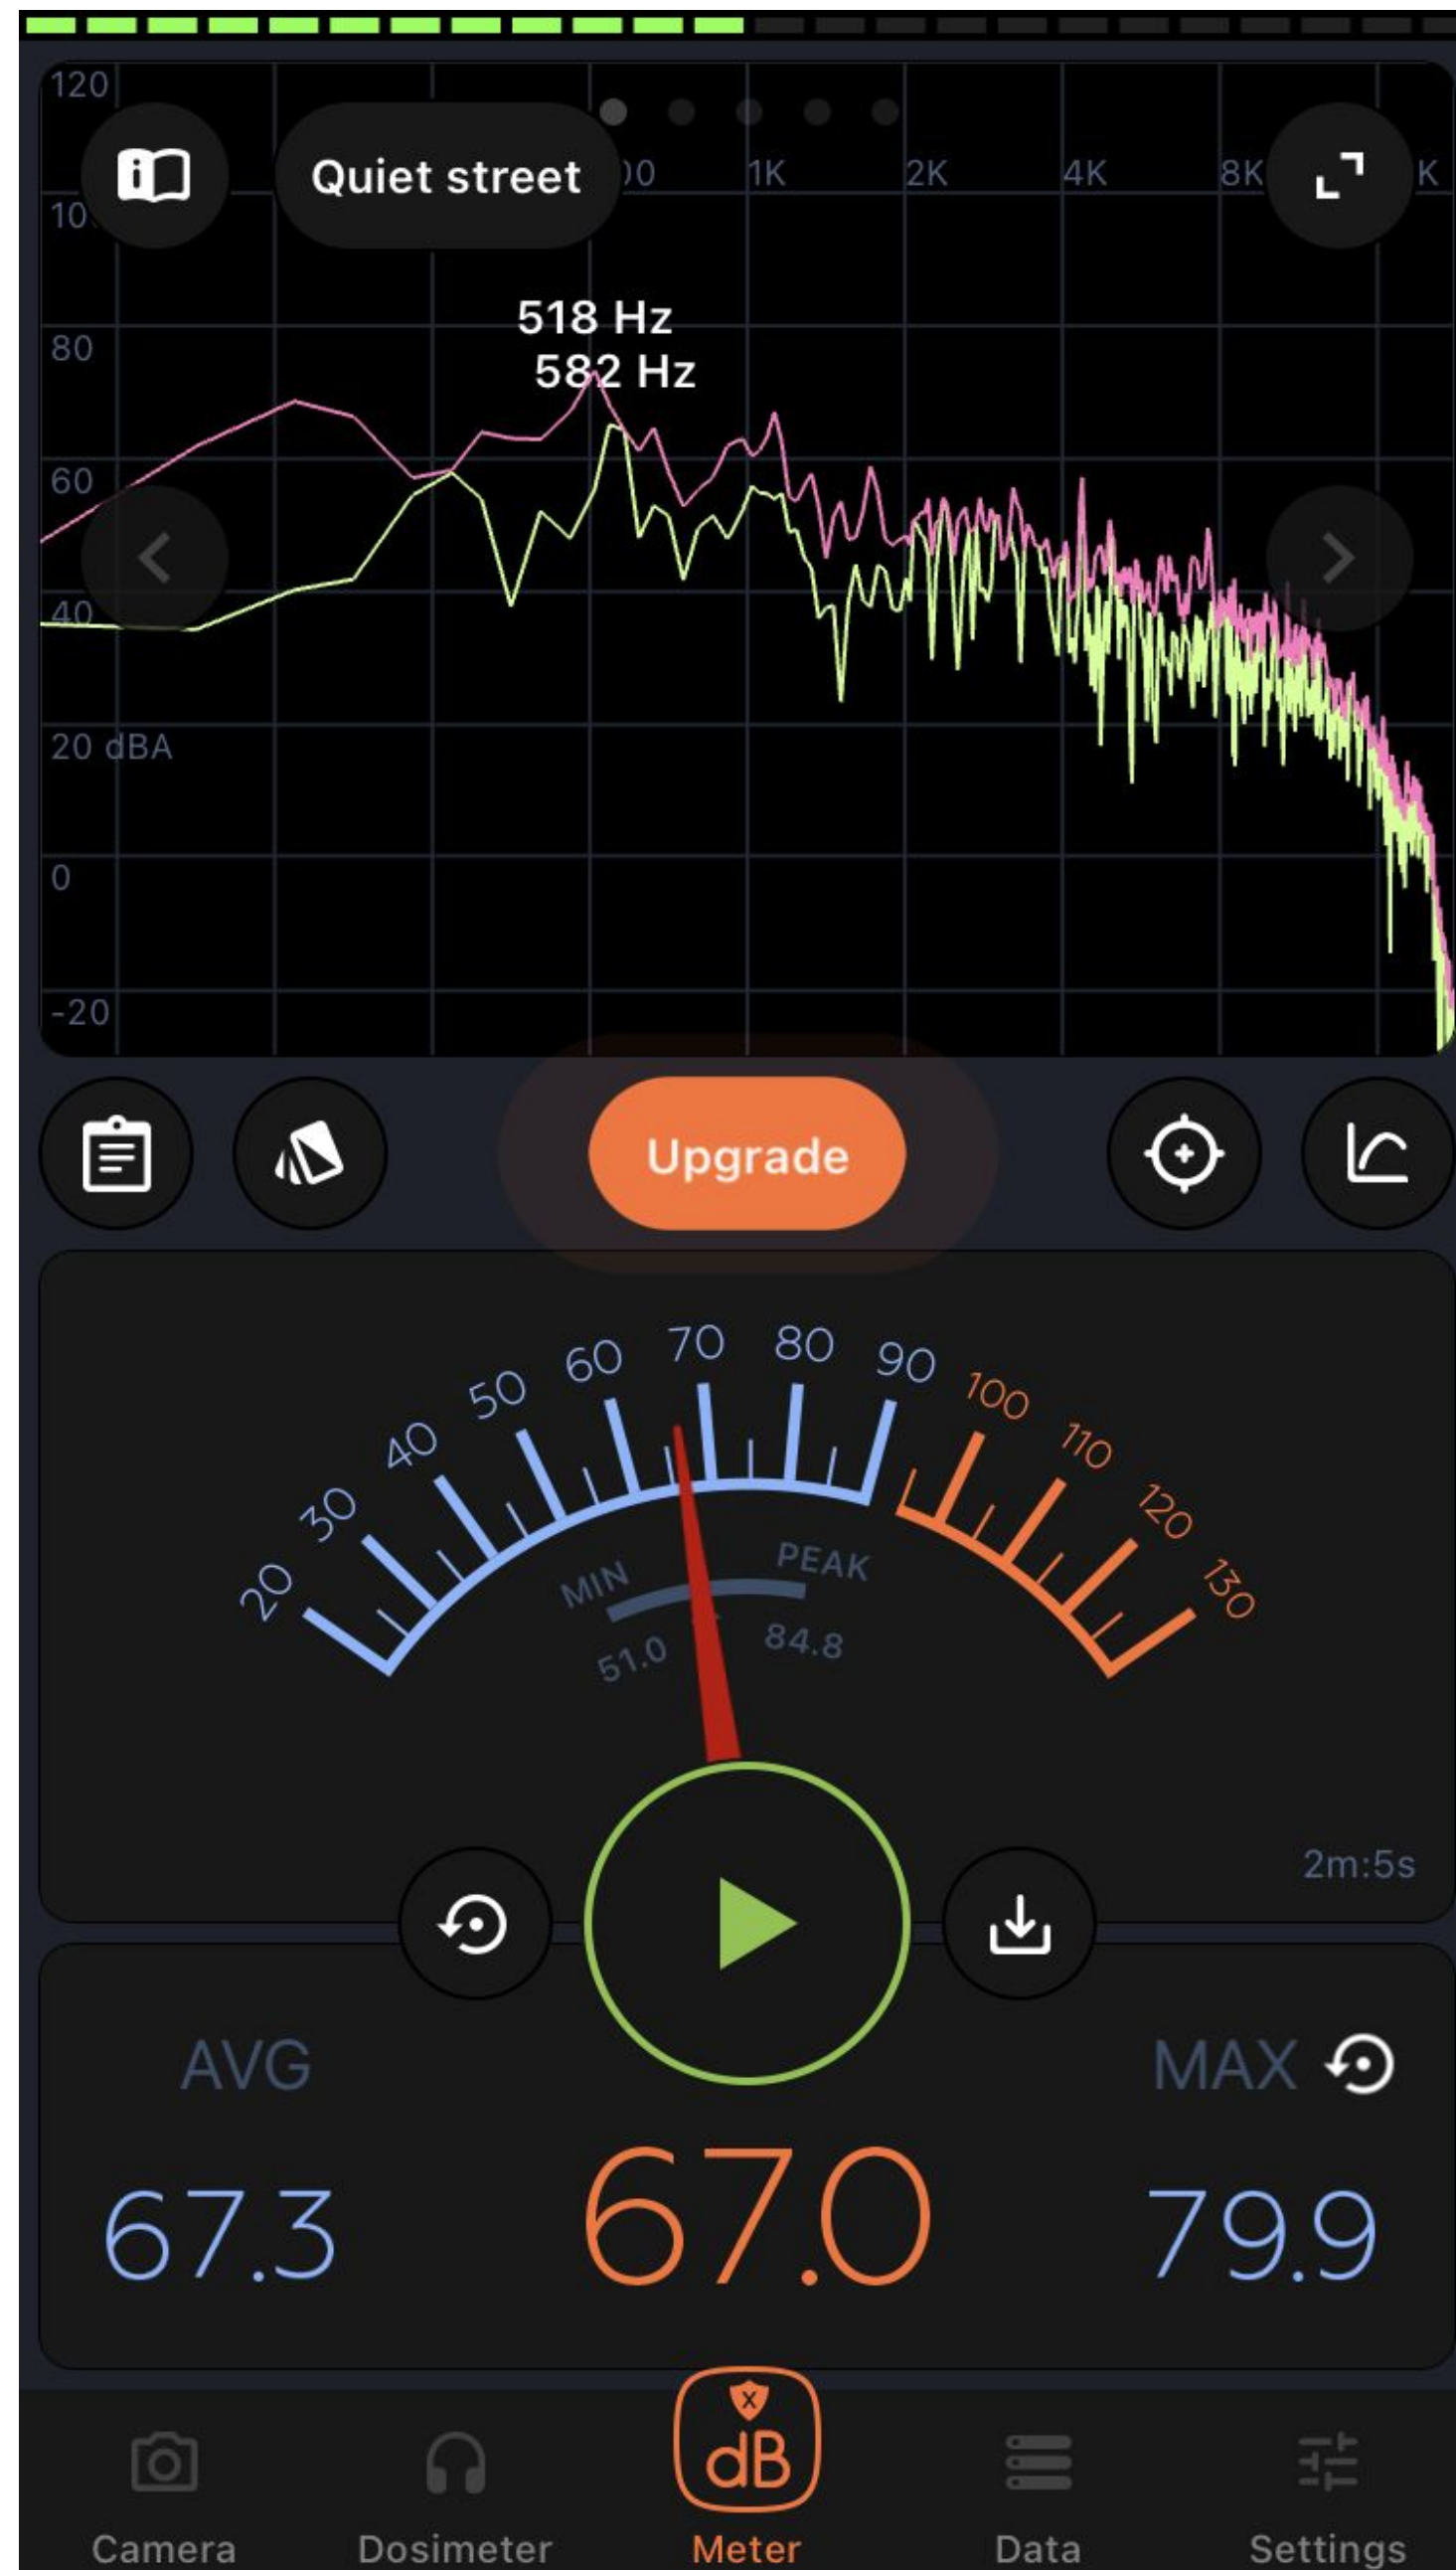 120
Quiet street
00 1K 2K 4K 8K K
10
518 Hz
80
582 Hz
60
40
20 dBA
0
-20
Upgrade
20 30 40 50 60 70 80 90 100 110 120 130
MIN PEAK
51.0 84.8
2m:5s
AVG MAX
67.3 67.0 79.9
x
dB
Camera Dosimeter Meter Data Settings